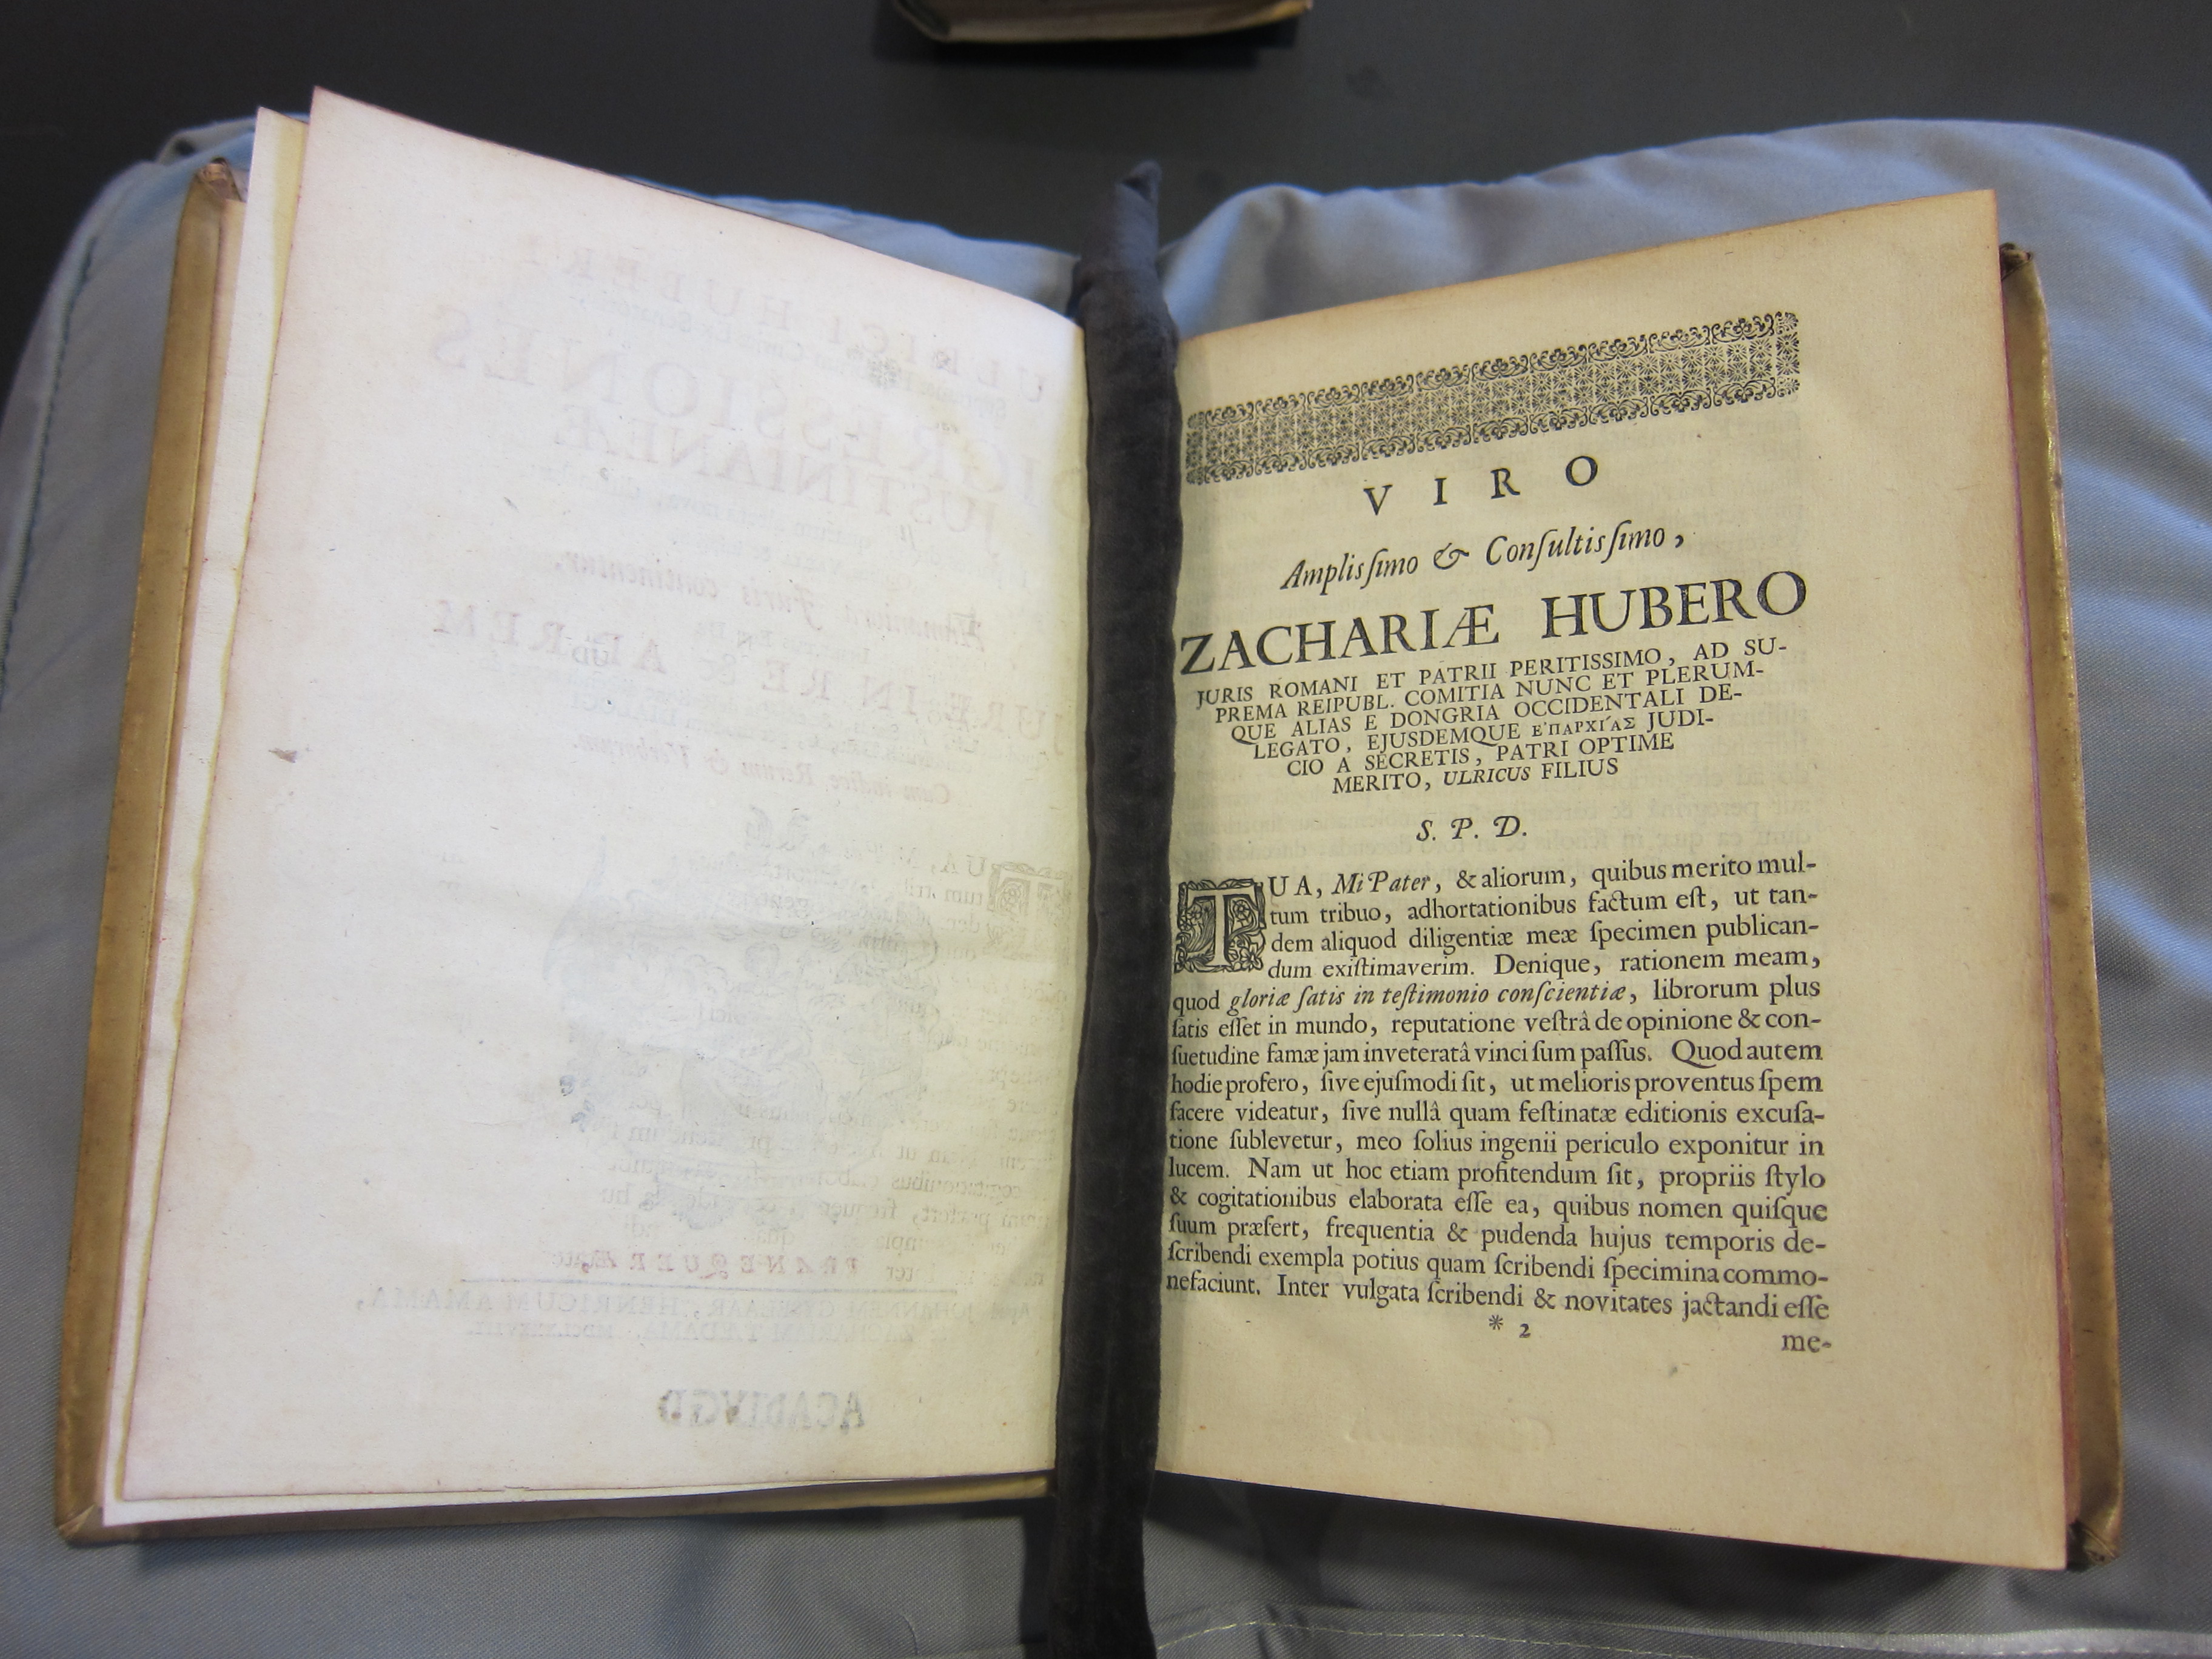 VIRO
Amplisſimo & Conſultisſimo,
ZACHARIÆ HUBERO
JURIS ROMANI ET PATRII PERITISSIMO, AD SU-
PREMA REIPUBL. COMITIA NUNC ET PLERUM-
QUE ALIAS E DONGRIA OCCIDENTALI DE-
LEGATO, EJUSDEMQUE ἘΠΑΡΧΊΑΣ JUDI-
CIO A SECRETIS, PATRI OPTIME
MERITO, ULRICUS FILIUS
S. P. D.
TUA, Mi Pater, & aliorum, quibus merito mul-
tum tribuo, adhortationibus factum eſt, ut tan-
dem aliquod diligentiæ meæ ſpecimen publican-
dum exiſtimaverim. Denique, rationem meam,
quod gloriæ ſatis in teſtimonio conſcientiæ, librorum plus
ſatis eſſet in mundo, reputatione veſtrâ de opinione & con-
ſuetudine famæ jam inveteratâ vinci ſum paſſus. Quod autem
hodie profero, ſive ejuſmodi ſit, ut melioris proventus ſpem
facere videatur, ſive nullâ quam feſtinatæ editionis excuſa-
tione ſublevetur, meo ſolius ingenii periculo exponitur in
lucem. Nam ut hoc etiam profitendum ſit, propriis ſtylo
& cogitationibus elaborata eſſe ea, quibus nomen quiſque
ſuum præfert, frequentia & pudenda hujus temporis de-
ſcribendi exempla potius quam ſcribendi ſpecimina commo-
nefaciunt. Inter vulgata ſcribendi & novitates jactandi eſſe
* 2
me-